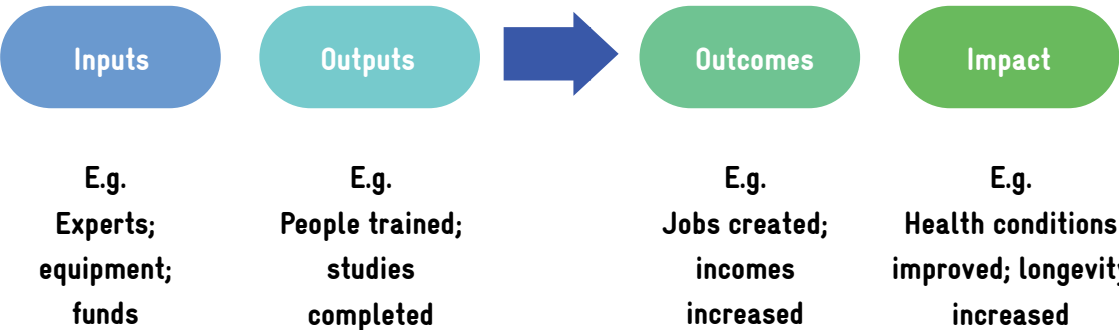 Inputs
Outputs
Outcomes
Impact
E.g.
Experts;
equipment;
funds
E.g.
People trained;
studies
completed
E.g.
Jobs created;
incomes
increased
E.g.
Health conditions
improved; longevity
increased